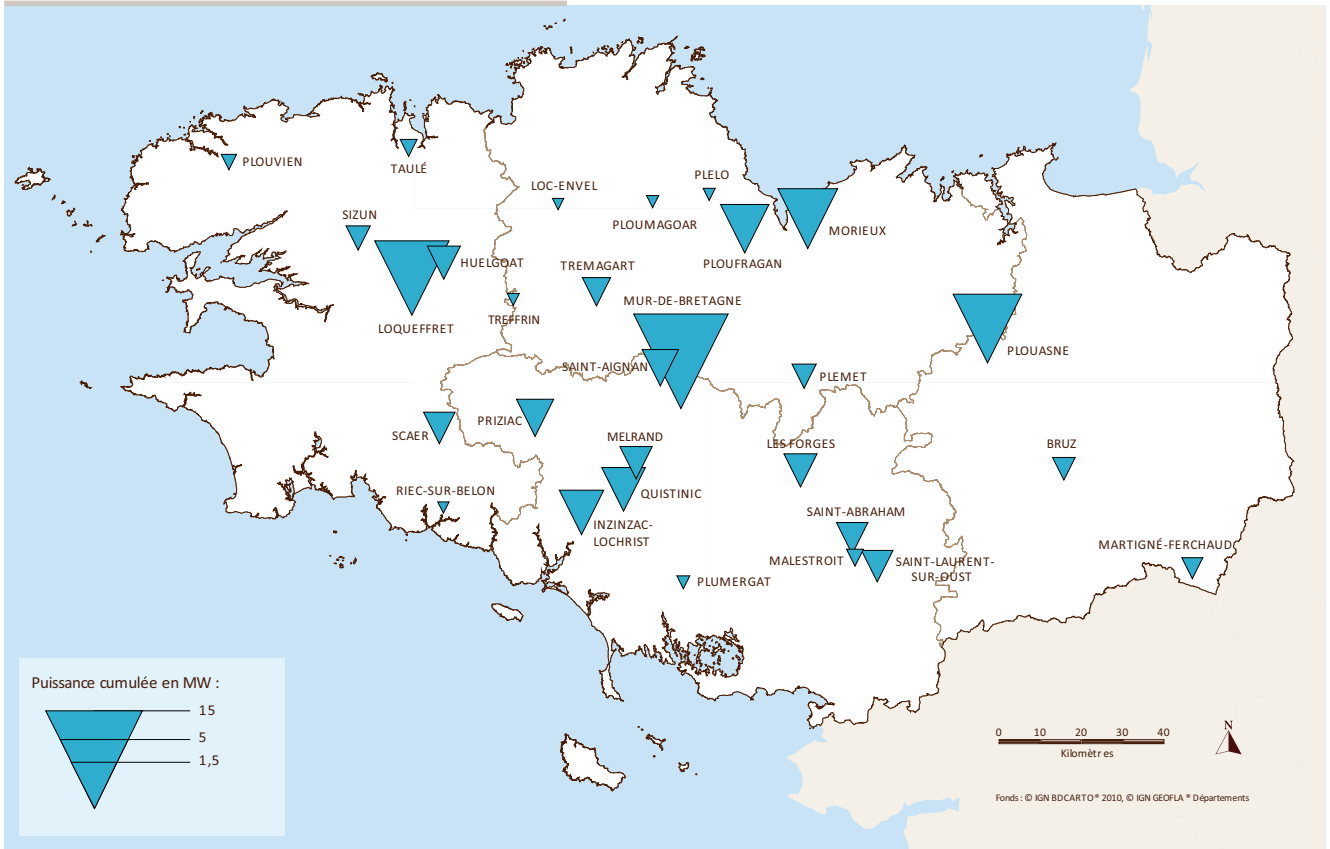 PLOUVIEN
TAULÉ
LOC-ENVEL
PLELO
PLOUMAGOAR
SIZUN
MORIEUX
HUELGOAT
TREMAGART
PLOUFRAGAN
MUR-DE-BRETAGNE
TREFFRIN
LOQUEFFRET
PLOUASNE
SAINT-AIGNAN
PLEMET
PRIZIAC
SCAER
MELRAND
LES FORGES
BRUZ
RIEC-SUR-BELON
QUISTINIC
INZINZAC-
LOCHRIST
SAINT-ABRAHAM
MALESTROIT
SAINT-LAURENT-
SUR-OUST
MARTIGNÉ-FERCHAUD
PLUMERGAT
Puissance cumulée en MW :
15
5
1,5
N
0 10 20 30 40
Kilomètr es
Fonds : © IGN BDCARTO ® 2010, © IGN GEOFLA ® Départements